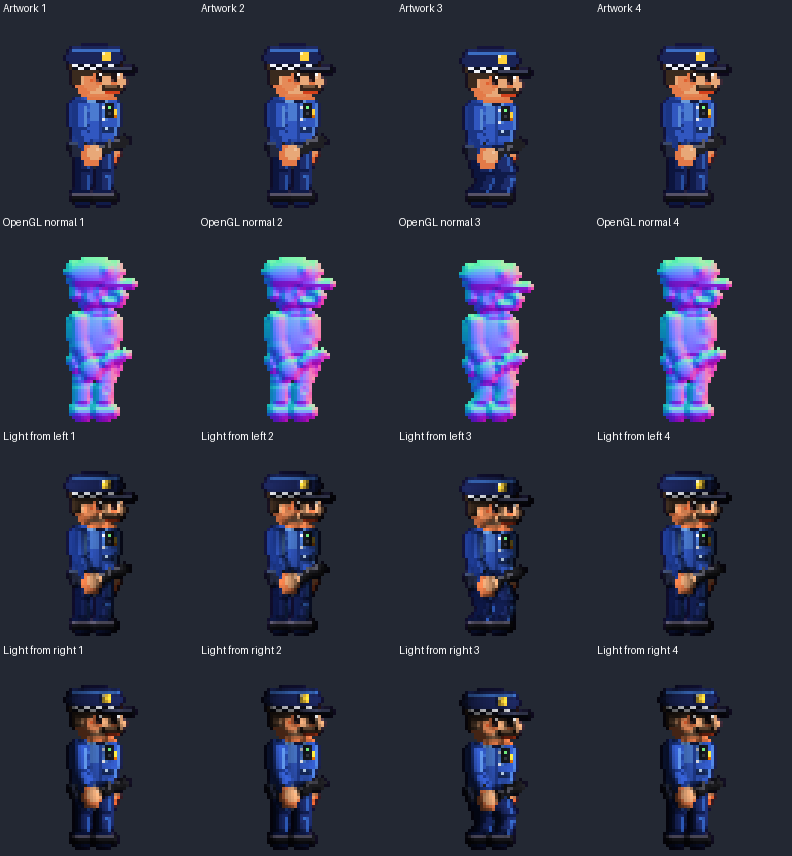 Artwork 1
Artwork 2
Artwork 3
Artwork 4
OpenGL normal 1
OpenGL normal 2
OpenGL normal 3
OpenGL normal 4
Light from left 1
Light from left 2
Light from left 3
Light from left 4
Light from right 1
Light from right 2
Light from right 3
Light from right 4